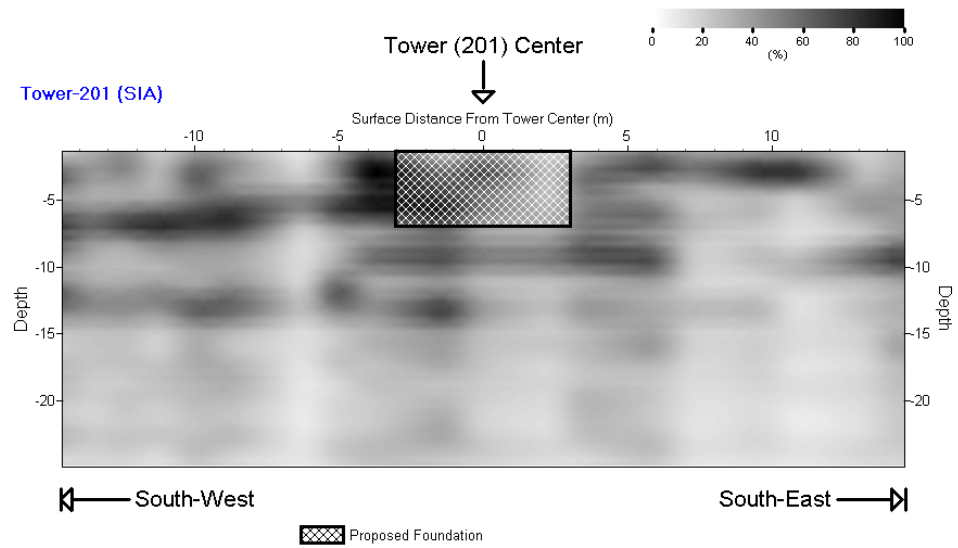 0 20 40 60 80 100
(%)
Tower (201) Center
Tower-201 (SIA)
Surface Distance From Tower Center (m)
-10 -5 0 5 10
-5 -5
-10 -10
Depth Depth
-15 -15
-20 -20
South-West South-East
Proposed Foundation